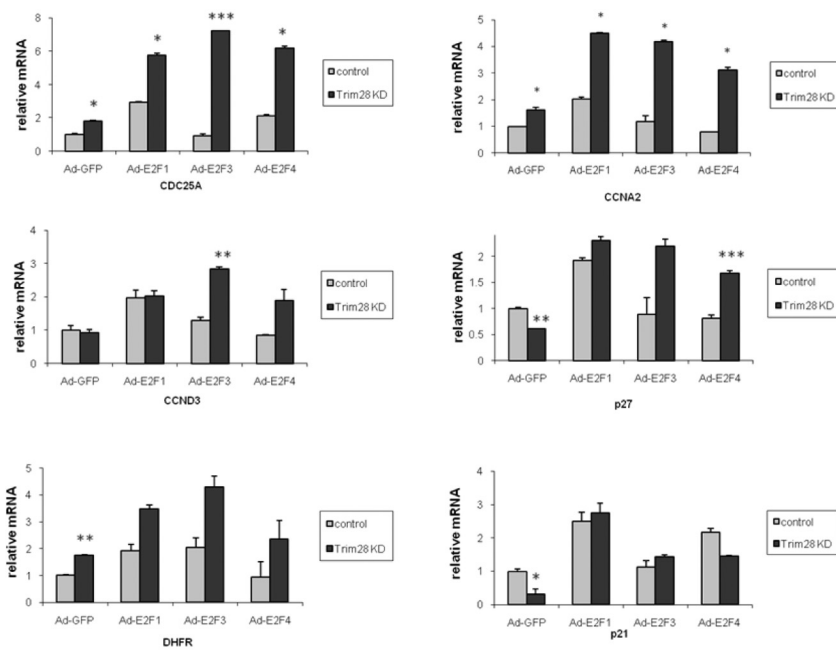 relative mRNA
8
6
4
2
0
*
*
***
*
Ad-GFP Ad-E2F1 Ad-E2F3 Ad-E2F4
CDC25A
control
Trim28 KD
relative mRNA
5
4
3
2
1
0
*
*
*
*
Ad-GFP Ad-E2F1 Ad-E2F3 Ad-E2F4
CCNA2
control
Trim28 KD
relative mRNA
4
3
2
1
0
**
Ad-GFP Ad-E2F1 Ad-E2F3 Ad-E2F4
CCND3
control
Trim28 KD
relative mRNA
2
1.5
1
0.5
0
**
***
Ad-GFP Ad-E2F1 Ad-E2F3 Ad-E2F4
p27
control
Trim28 KD
relative mRNA
5
4
3
2
1
0
**
Ad-GFP Ad-E2F1 Ad-E2F3 Ad-E2F4
DHFR
control
Trim28 KD
relative mRNA
4
3
2
1
0
*
Ad-GFP Ad-E2F1 Ad-E2F3 Ad-E2F4
p21
control
Trim28 KD